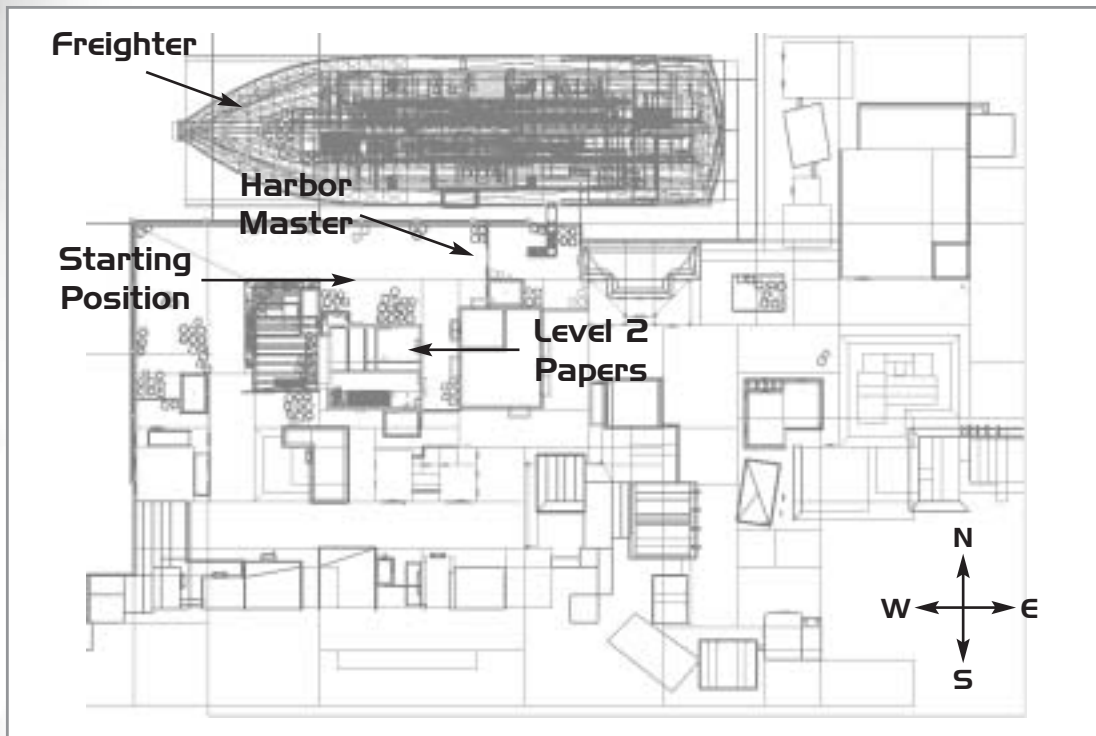 Freighter
Harbor
Master
Starting
Position
Level 2
Papers
N
W E
S